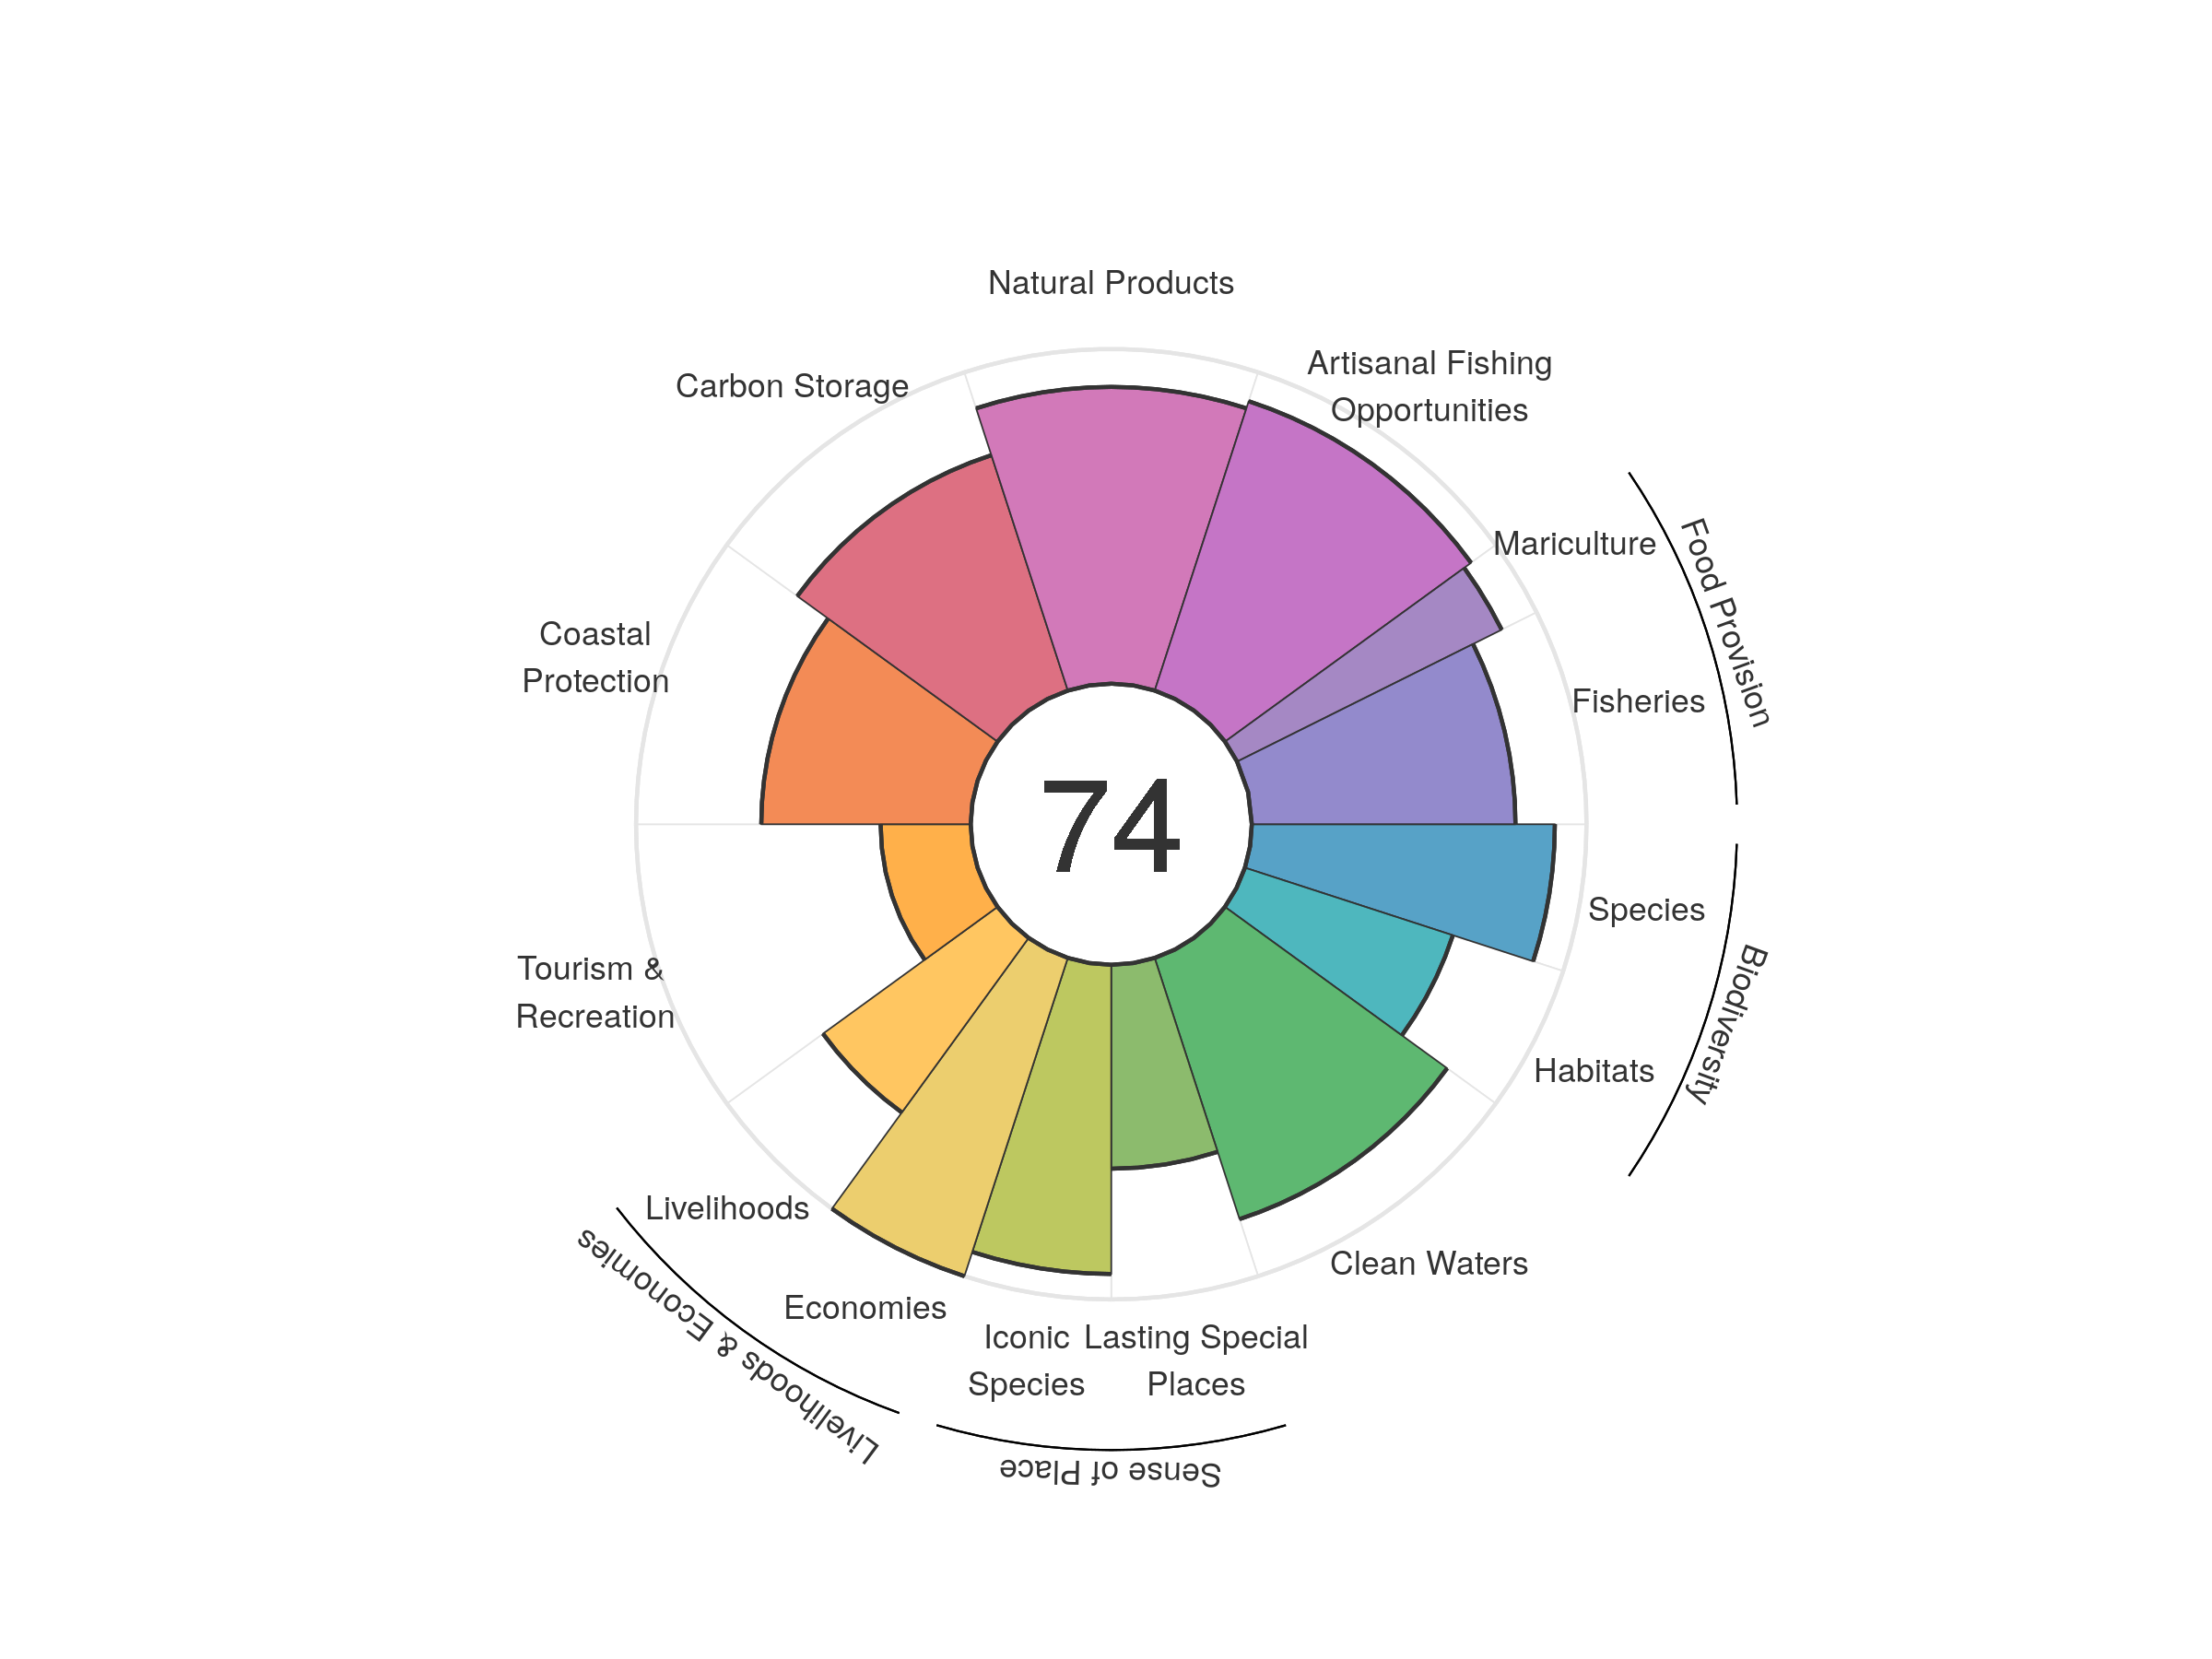 Natural Products
Carbon Storage
Artisanal Fishing
Opportunities
Mariculture
Food Provision
Fisheries
Coastal
Protection
74
Species
Biodiversity
Habitats
Tourism &
Recreation
Livelihoods
Livelihoods & Economies
Clean Waters
Economies
Iconic
Species
Lasting Special
Places
Sense of Place